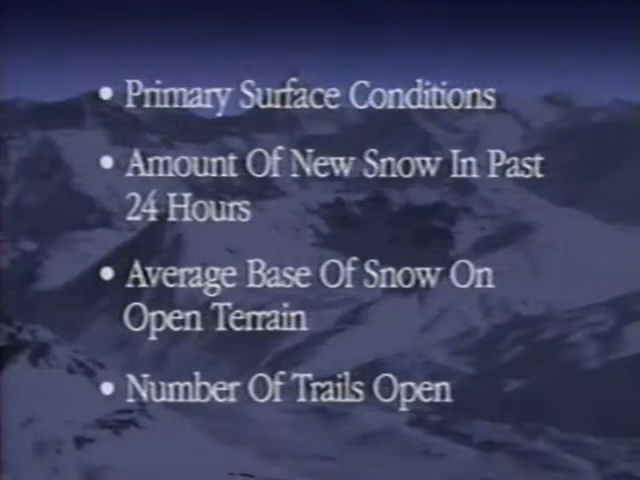 • Primary Surface Conditions
• Amount Of New Snow In Past
24 Hours
• Average Base Of Snow On
Open Terrain
• Number Of Trails Open